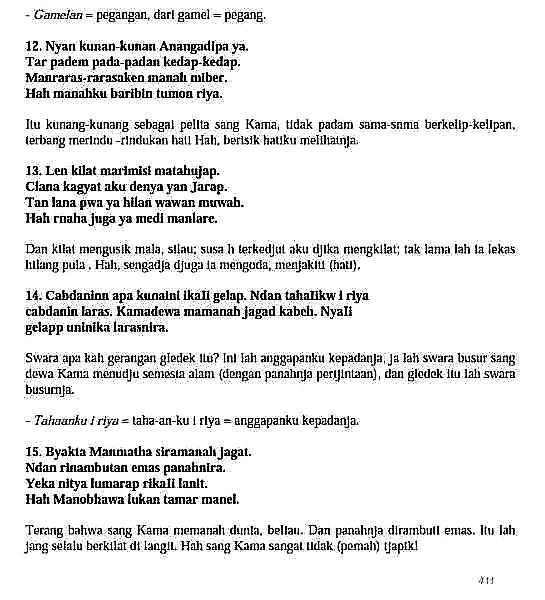 - Gamelan = pegangan, dari gamel = pegang.
12. Nyan kunan-kunan Anangadipa ya.
Tar padem pada-padan kedap-kedap.
Manraras-rarasaken manah miber.
Hah manahku baribin tumon riya.
Itu kunang-kunang sebagai pelita sang Kama, tidak padam sama-snma berkelip-kelipan,
terbang merindu -rindukan hati Hah, berisik hatiku melihatnja.
13. Len kilat marimisi matahujap.
Clana kagyat aku denya yan Jarap.
Tan lana pwa ya hilan wawan muwah.
Hah rnaha juga ya medi manlare.
Dan kilat mengusik mata, silau; susa h terkedjut aku djika mengkilat; tak lama lah ia lekas
hilang pula . Hah, sengadja djuga ia mengoda, menjakiti (hati).
14. Cabdaninn apa kunaini ikaIi gelap. Ndan tahaIikw i riya
cabdanin laras. Kamadewa mamanah jagad kabeh. NyaIi
gelapp uninika larasnira.
Swara apa kah gerangan gledek itu? Ini lah anggapanku kepadanja, ja lah swara busur sang
dewa Kama menudju semesta alam (dengan panahnja pertjintaan), dan gledek itu lah swara
busurnja.
- Tahaanku i riya = taha-an-ku i riya = anggapanku kepadanja.
15. Byakta Manmatha siramanah jagat.
Ndan rinambutan emas panahnira.
Yeka nitya lumarap rikaIi lanit.
Hah Manobhawa lukan tamar manel.
Terang bahwa sang Kama memanah dunia, beliau. Dan panahnja dirambuti emas. Itu lah
jang selalu berkilat di langit. Hah sang Kama sangat tidak (pemah) tjapik!
411